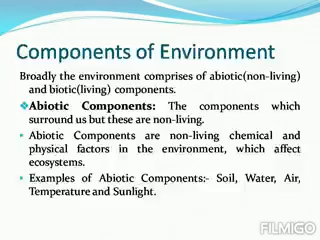 Components of Environment
Broadly the environment comprises of abiotic(non-living)
and biotic(living) components.
❖Abiotic Components: The components which
surround us but these are non-living.
▪ Abiotic Components are non-living chemical and
physical factors in the environment, which affect
ecosystems.
▪ Examples of Abiotic Components:- Soil, Water, Air,
Temperature and Sunlight.
FILMIGO